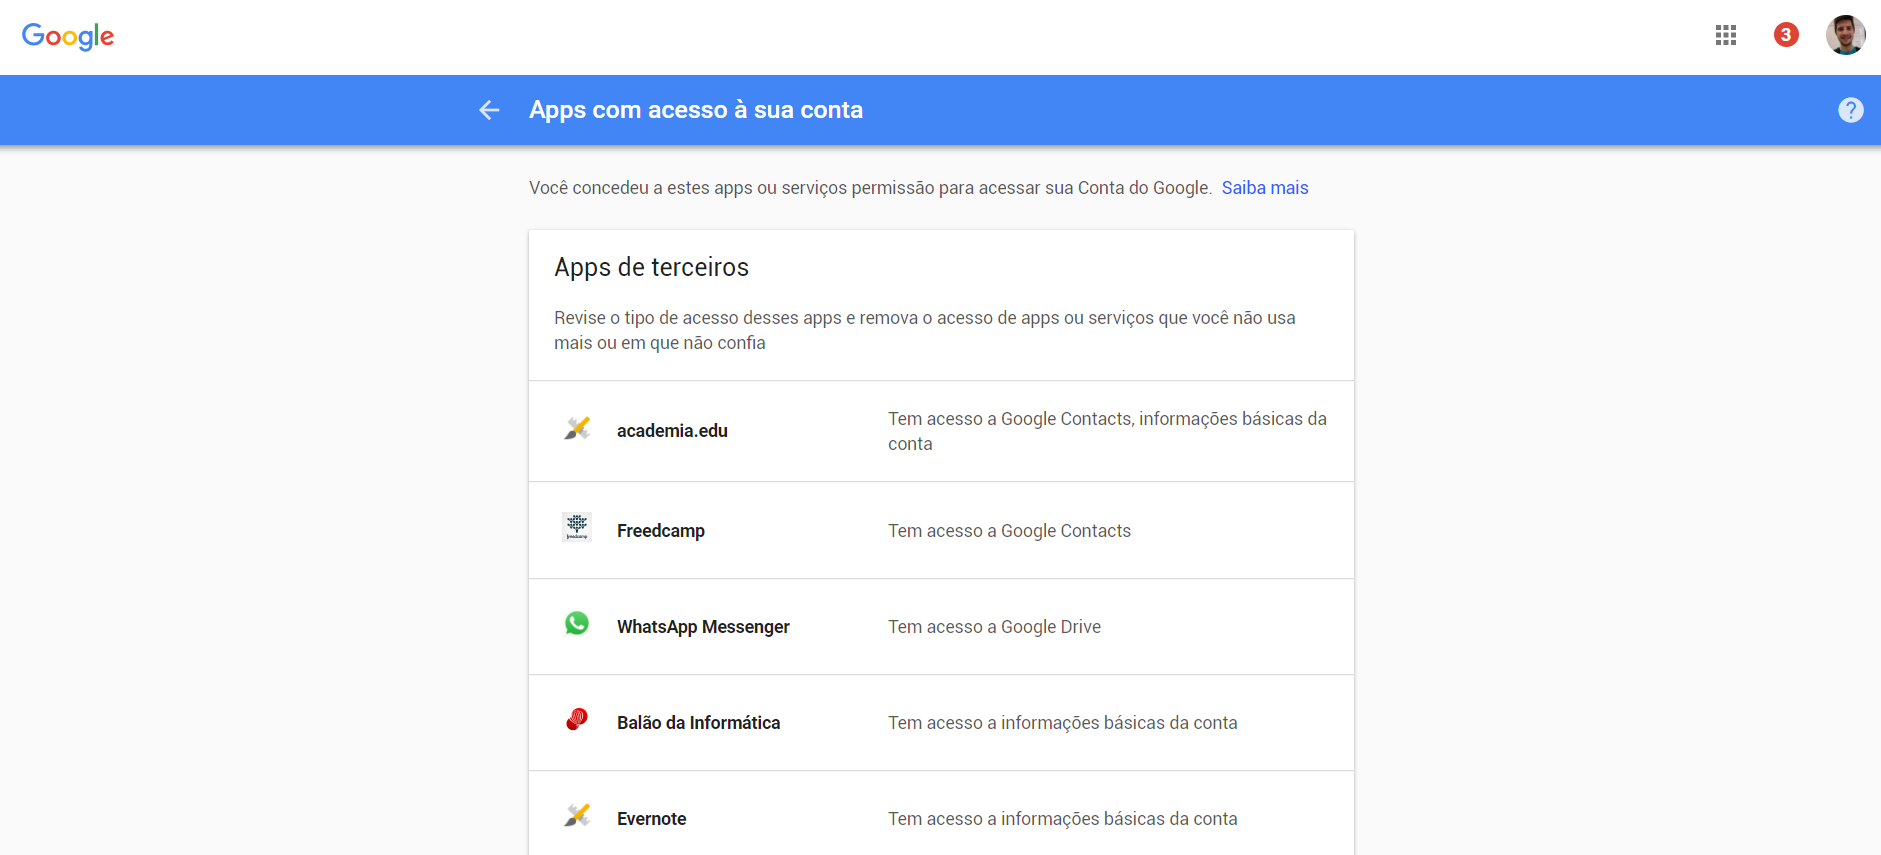 Google
3
Apps com acesso à sua conta
?
Você concedeu a estes apps ou serviços permissão para acessar sua Conta do Google. Saiba mais
Apps de terceiros
Revise o tipo de acesso desses apps e remova o acesso de apps ou serviços que você não usa
mais ou em que não confia
academia.edu
Tem acesso a Google Contacts, informações básicas da
conta
freedcamp
Freedcamp
Tem acesso a Google Contacts
WhatsApp Messenger
Tem acesso a Google Drive
Balão da Informática
Tem acesso a informações básicas da conta
Evernote
Tem acesso a informações básicas da conta